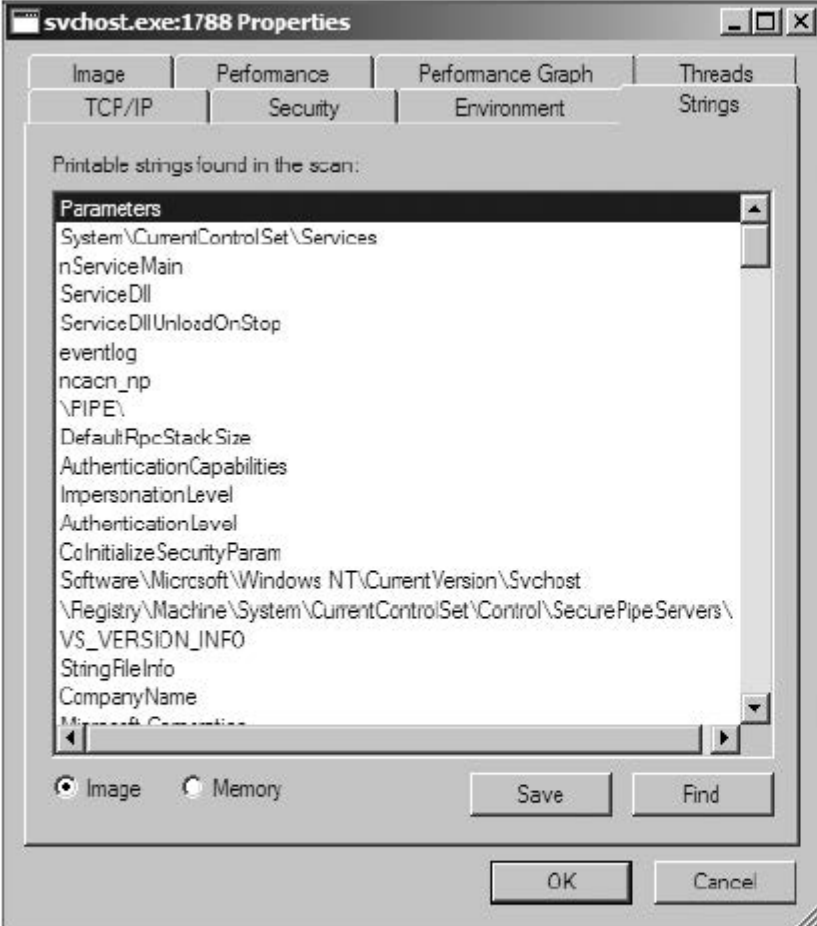 svchost.exe:1788 Properties
Image Performance Performance Graph Threads
TCP/IP Security Environment Strings
Printable strings found in the scan:
Parameters
System\CurrentControlSet\Services
nServiceMain
ServiceDll
ServiceDllUnloadOnStop
eventlog
ncacn_np
\PIPE\
DefaultRpcStackSize
AuthenticationCapabilities
ImpersonationLevel
AuthenticationLevel
CoInitializeSecurityParam
Software\Microsoft\Windows NT\CurrentVersion\Svchost
\Registry\Machine\System\CurrentControlSet\Control\SecurePipeServers\
VS_VERSION_INFO
StringFileInfo
CompanyName
Microsoft Corporation
Image Memory Save Find
OK Cancel